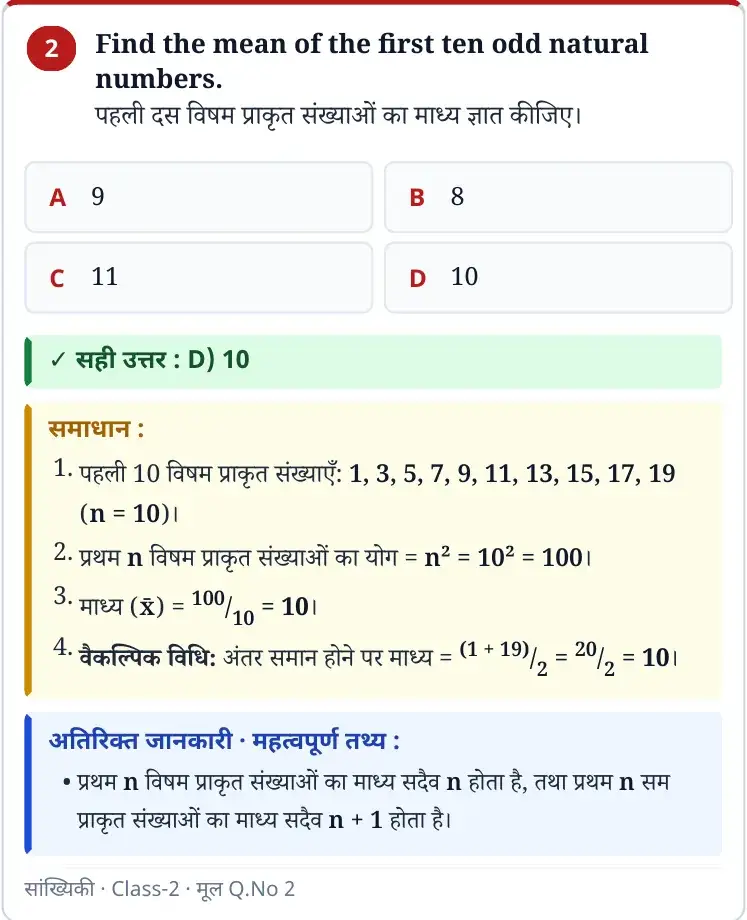 2 Find the mean of the first ten odd natural
numbers.
पहली दस विषम प्राकृत संख्याओं का माध्य ज्ञात कीजिए।
A 9 B 8
C 11 D 10
✓ सही उत्तर : D) 10
समाधान :
1. पहली 10 विषम प्राकृत संख्याएँ: 1, 3, 5, 7, 9, 11, 13, 15, 17, 19
(n = 10)।
2. प्रथम n विषम प्राकृत संख्याओं का योग = n² = 10² = 100।
3. माध्य (x̄) = 100/10 = 10।
4. वैकल्पिक विधि: अंतर समान होने पर माध्य = (1 + 19)/2 = 20/2 = 10।
अतिरिक्त जानकारी · महत्वपूर्ण तथ्य :
• प्रथम n विषम प्राकृत संख्याओं का माध्य सदैव n होता है, तथा प्रथम n सम
प्राकृत संख्याओं का माध्य सदैव n + 1 होता है।
सांख्यिकी · Class-2 · मूल Q.No 2